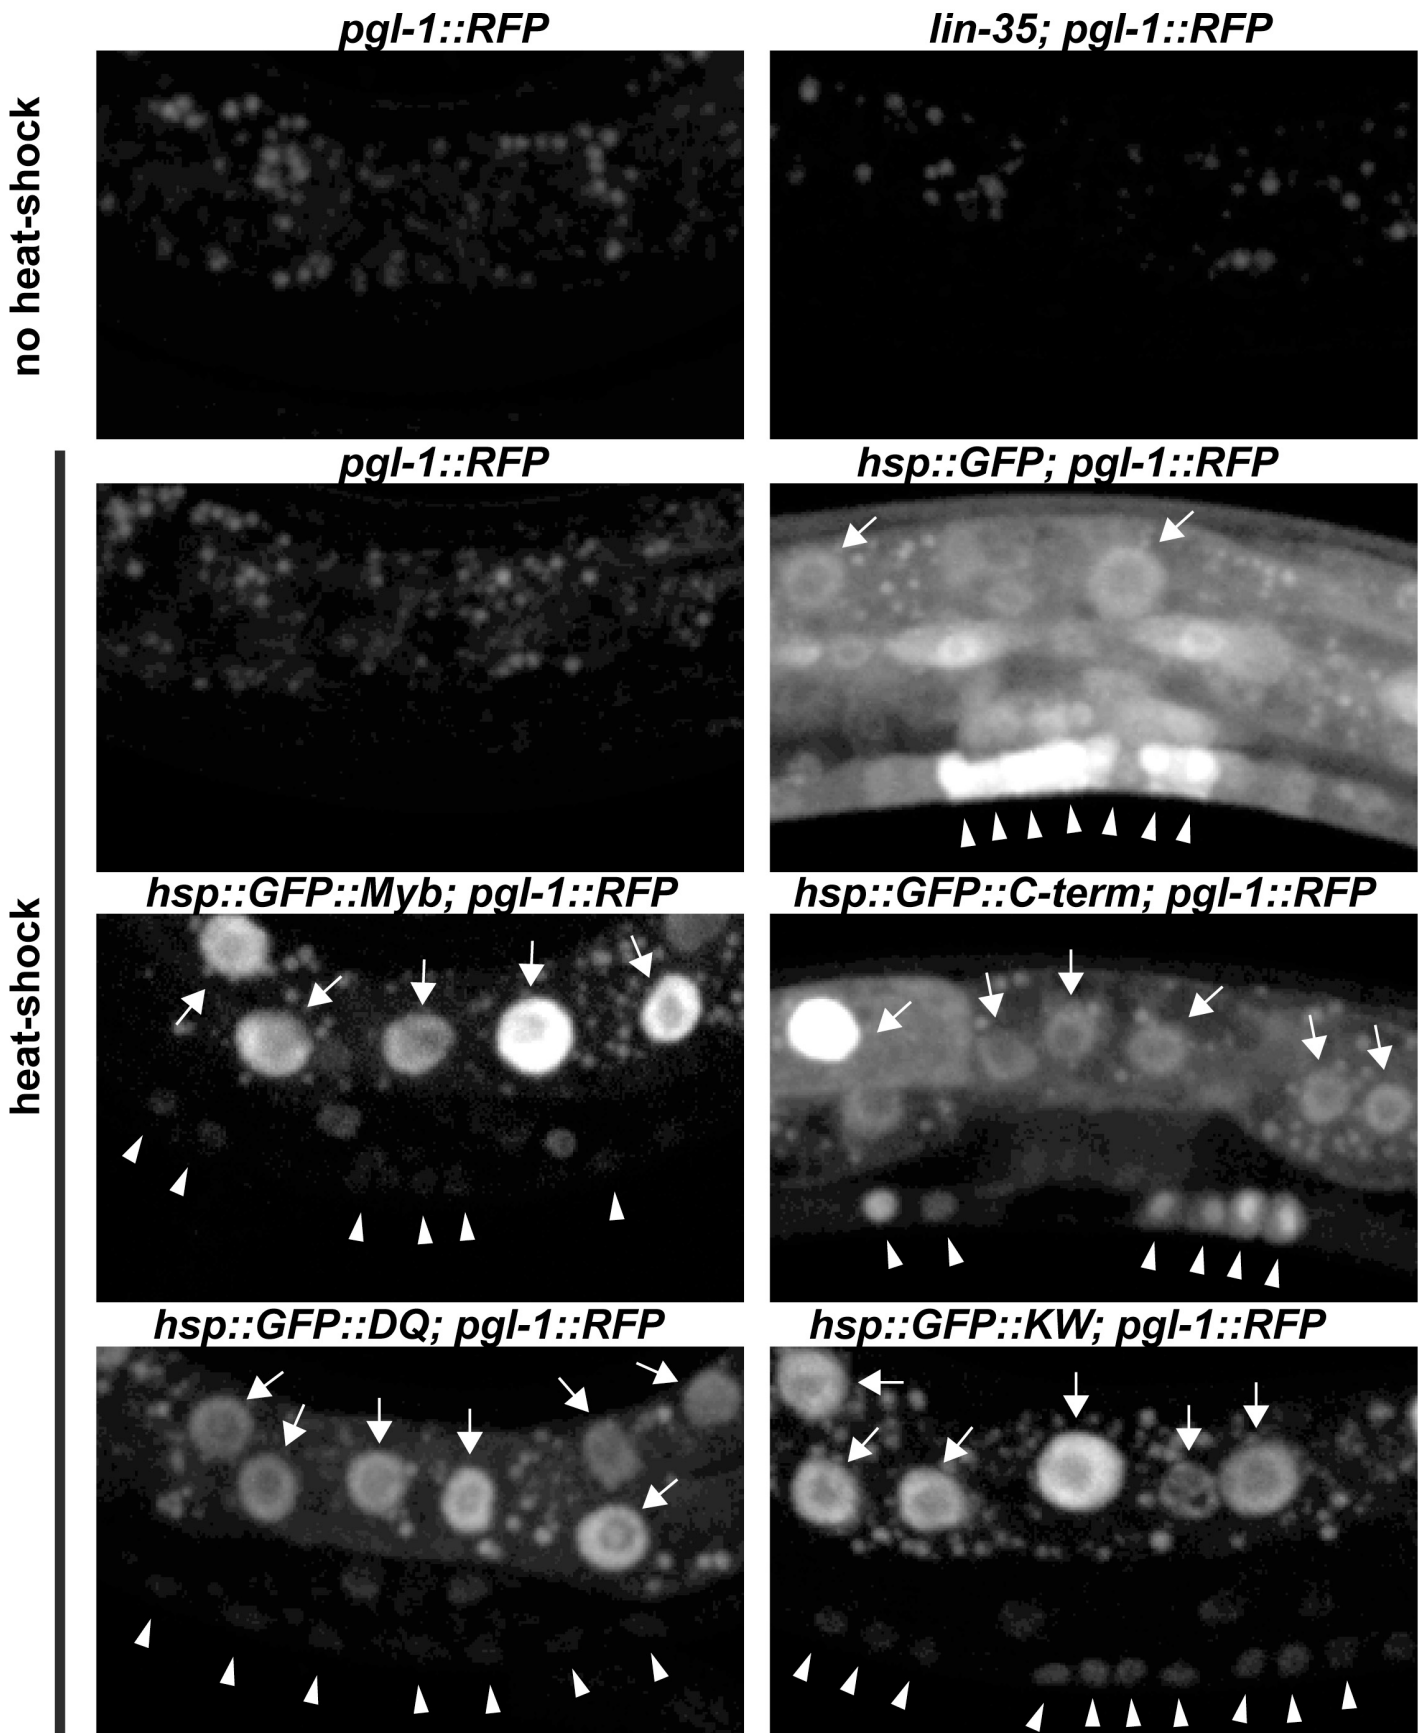 pgl-1::RFP
lin-35; pgl-1::RFP
no heat-shock
pgl-1::RFP
hsp::GFP; pgl-1::RFP
heat-shock
hsp::GFP::Myb; pgl-1::RFP
hsp::GFP::C-term; pgl-1::RFP
hsp::GFP::DQ; pgl-1::RFP
hsp::GFP::KW; pgl-1::RFP